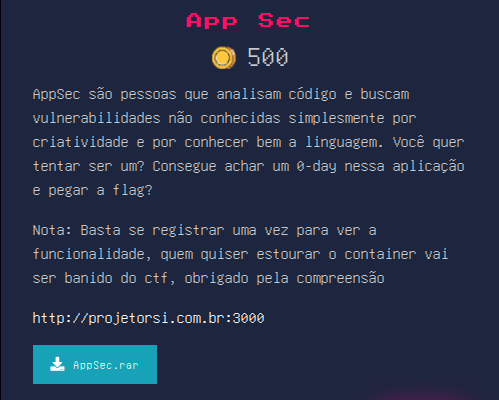 App Sec
500
AppSec são pessoas que analisam código e buscam
vulnerabilidades não conhecidas simplesmente por
criatividade e por conhecer bem a linguagem. Você quer
tentar ser um? Consegue achar um 0-day nessa aplicação
e pegar a flag?
Nota: Basta se registrar uma vez para ver a
funcionalidade, quem quiser estourar o container vai
ser banido do ctf, obrigado pela compreensão
http://projetorsi.com.br:3000
AppSec.rar